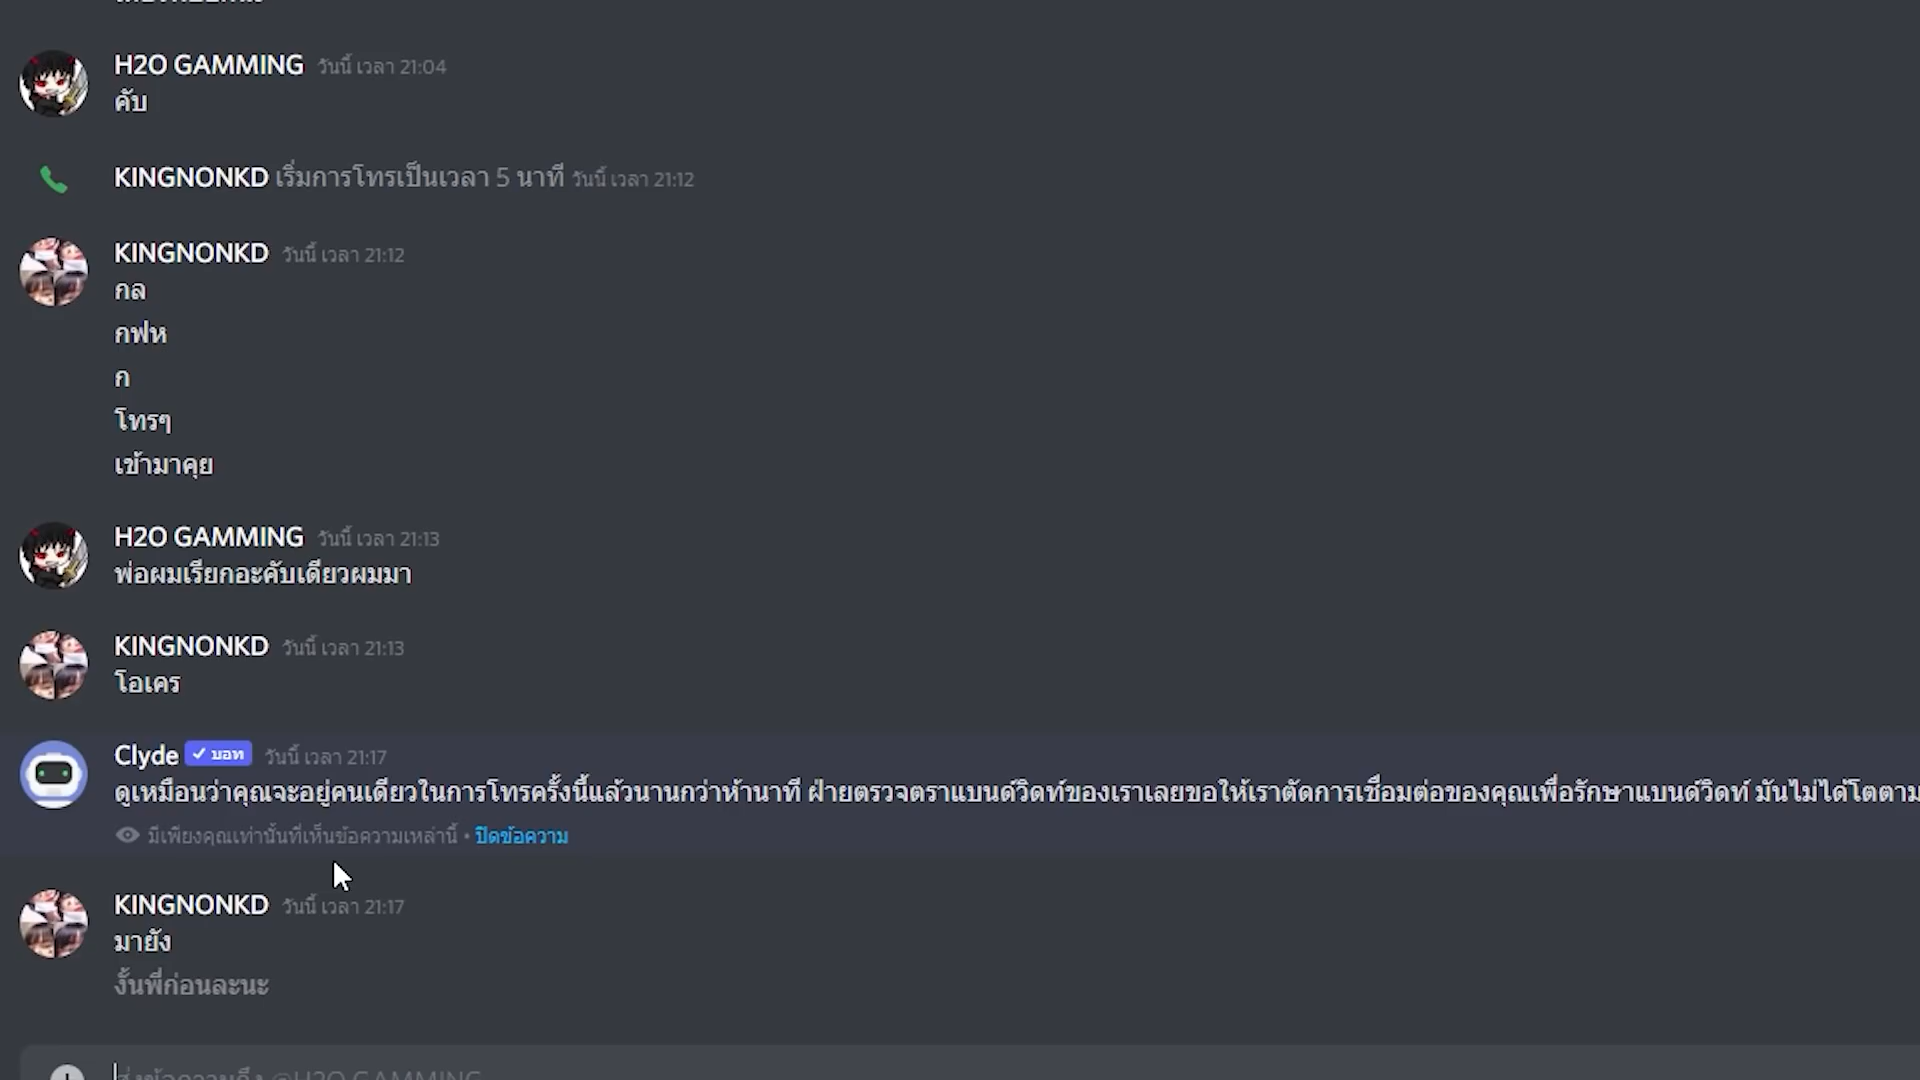 H2O GAMMING วันนี้ เวลา 21:04
คับ
KINGNONKD เริ่มการโทรเป็นเวลา 5 นาที วันนี้ เวลา 21:12
KINGNONKD วันนี้ เวลา 21:12
กล
กฟห
ก
โทรๆ
เข้ามาคุย
H2O GAMMING วันนี้ เวลา 21:13
พ่อผมเรียกอะคับเดียวผมมา
KINGNONKD วันนี้ เวลา 21:13
โอเคร
Clyde ✓ บอท วันนี้ เวลา 21:17
ดูเหมือนว่าคุณจะอยู่คนเดียวในการโทรครั้งนี้แล้วนานกว่าห้านาที ฝ่ายตรวจตราแบนด์วิดท์ของเราเลยขอให้เราตัดการเชื่อมต่อของคุณเพื่อรักษาแบนด์วิดท์ มันไม่ได้โตตาม
มีเพียงคุณเท่านั้นที่เห็นข้อความเหล่านี้ • ปิดข้อความ
KINGNONKD วันนี้ เวลา 21:17
มายัง
งั้นพี่ก่อนละนะ
ส่งข้อความถึง @H2O GAMMING